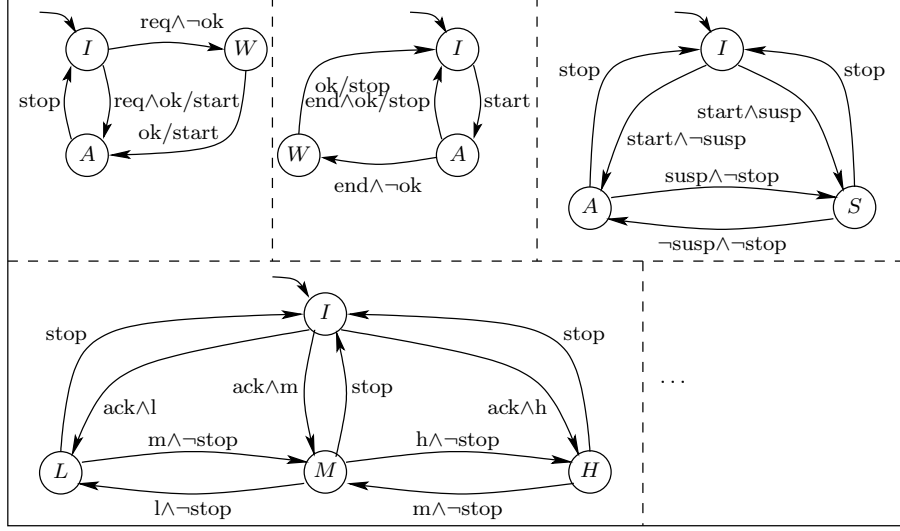 req∧¬ok
I
W
stop
req∧ok/start
ok/start
A
I
ok/stop
end∧ok/stop
start
W
A
end∧¬ok
I
stop
stop
start∧susp
start∧¬susp
susp∧¬stop
A
S
¬susp∧¬stop
I
stop
stop
ack∧m
stop
ack∧l
ack∧h
m∧¬stop
h∧¬stop
L
M
H
l∧¬stop
m∧¬stop
...